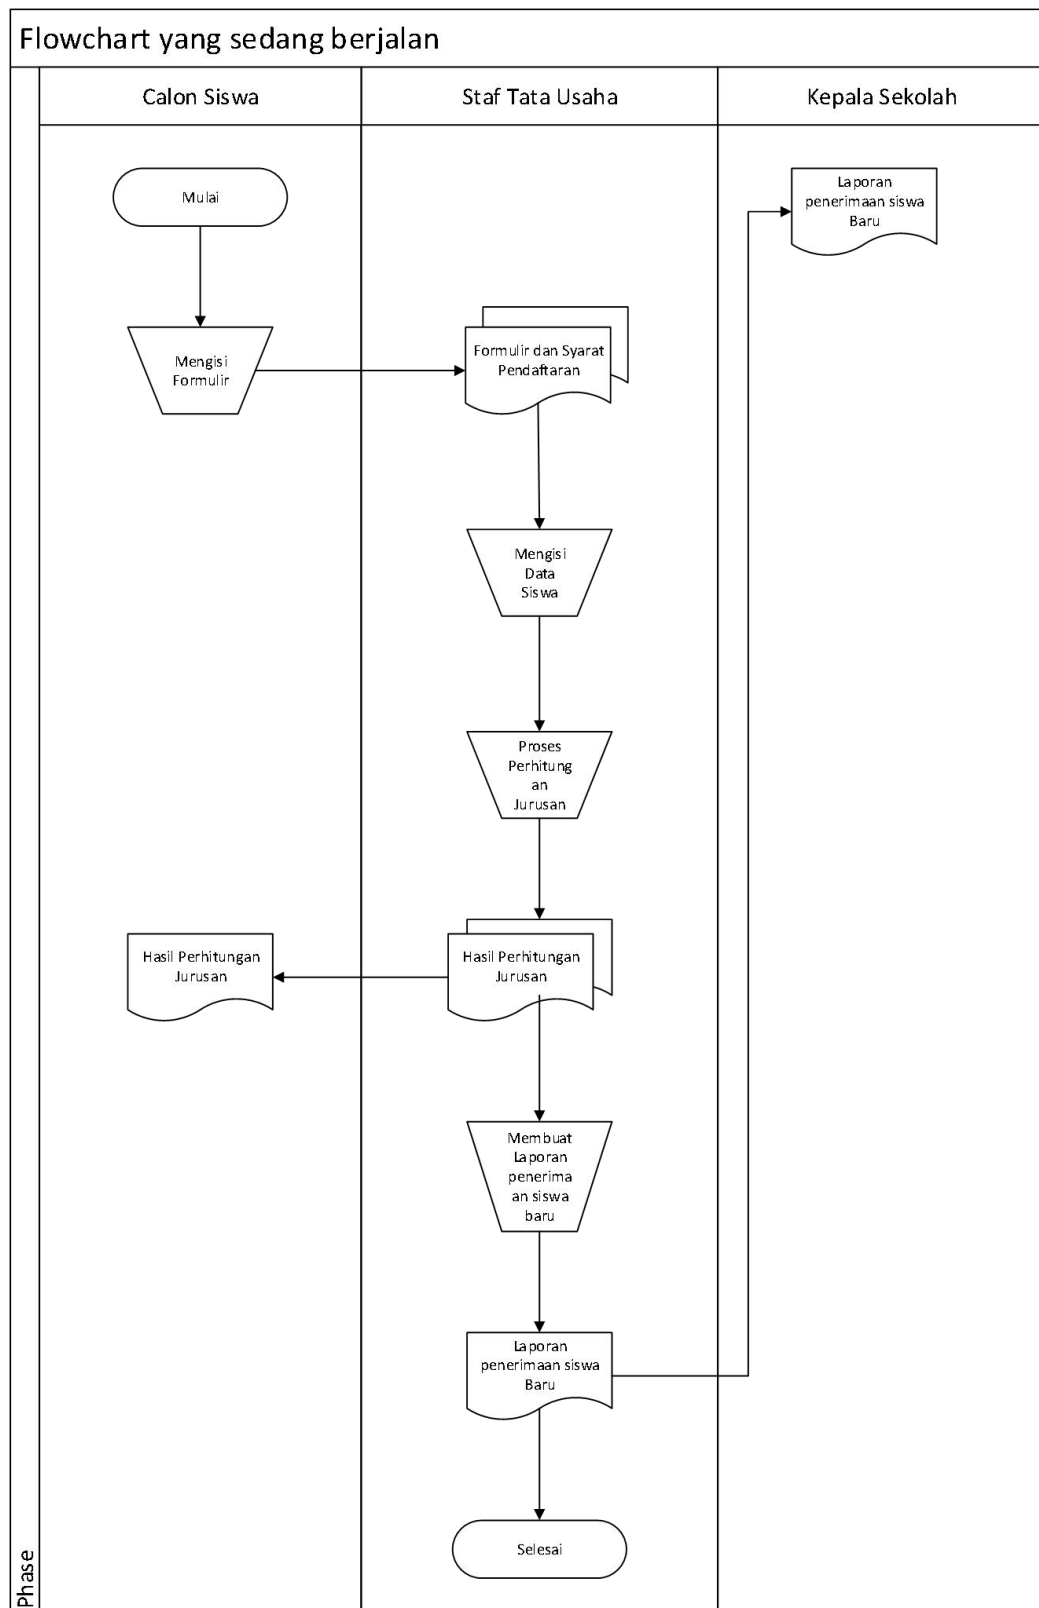 Flowchart yang sedang berjalan
Calon Siswa
Staf Tata Usaha
Kepala Sekolah
Mulai
Laporan
penerimaan siswa
Baru
Mengisi
Formulir
Formulir dan Syarat
Pendaftaran
Mengisi
Data
Siswa
Proses
Perhitung
an
Jurusan
Hasil Perhitungan
Jurusan
Hasil Perhitungan
Jurusan
Membuat
Laporan
penerima
an siswa
baru
Laporan
penerimaan siswa
Baru
Selesai
Phase